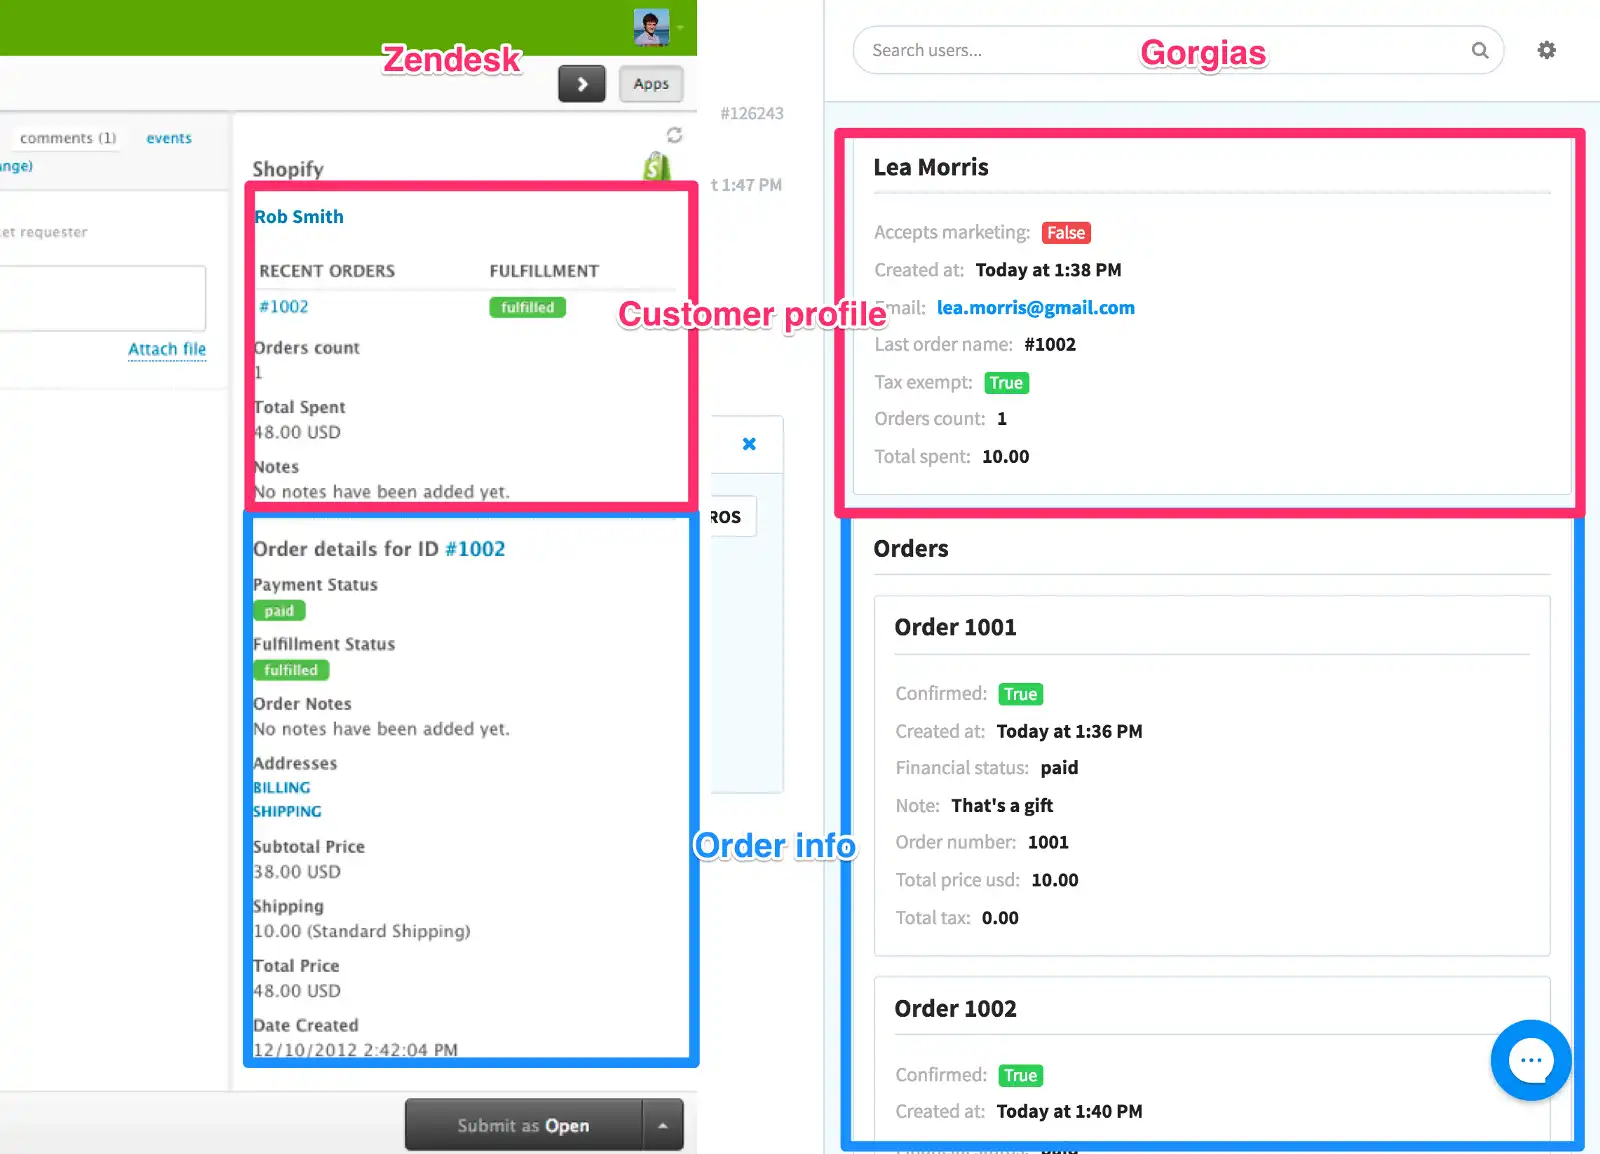 Zendesk
Apps
comments (1)
events
nge)
et requester
Attach file
Shopify
Rob Smith
RECENT ORDERS FULFILLMENT
#1002 fulfilled
Orders count
1
Total Spent
48.00 USD
Notes
No notes have been added yet.
Order details for ID #1002
Payment Status
paid
Fulfillment Status
fulfilled
Order Notes
No notes have been added yet.
Addresses
BILLING
SHIPPING
Subtotal Price
38.00 USD
Shipping
10.00 (Standard Shipping)
Total Price
48.00 USD
Date Created
12/10/2012 2:42:04 PM
Submit as Open
#126243
t 1:47 PM
ROS
Customer profile
Order info
Search users...
Gorgias
Lea Morris
Accepts marketing: False
Created at: Today at 1:38 PM
Email: lea.morris@gmail.com
Last order name: #1002
Tax exempt: True
Orders count: 1
Total spent: 10.00
Orders
Order 1001
Confirmed: True
Created at: Today at 1:36 PM
Financial status: paid
Note: That's a gift
Order number: 1001
Total price usd: 10.00
Total tax: 0.00
Order 1002
Confirmed: True
Created at: Today at 1:40 PM